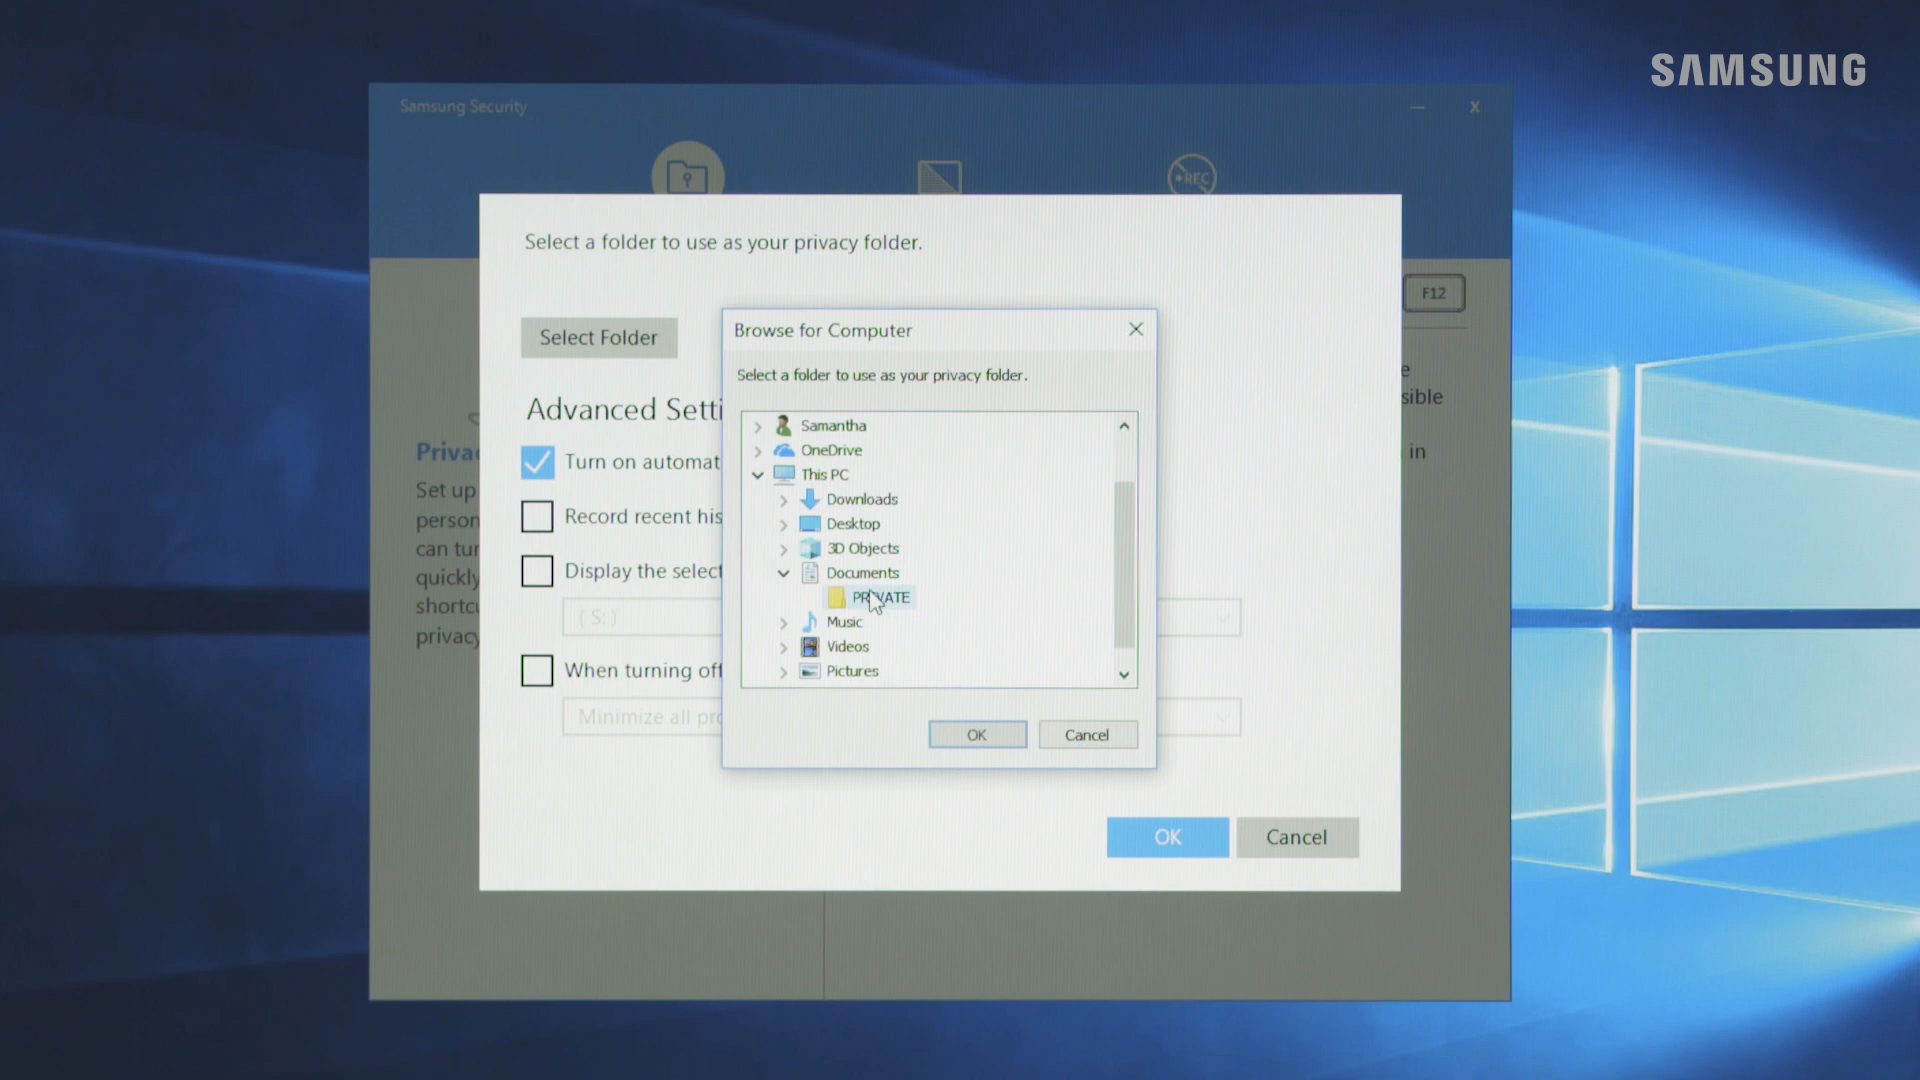 SAMSUNG
Samsung Security
REC
Select a folder to use as your privacy folder.
F12
Select Folder
Browse for Computer
Select a folder to use as your privacy folder.
Samantha
OneDrive
This PC
Downloads
Desktop
3D Objects
Documents
PRIVATE
Music
Videos
Pictures
OK
Cancel
Advanced Setti
Turn on automat
Record recent his
Display the select
(S:)
When turning off
Minimize all pro
OK
Cancel
Priva
Set up
person
can tur
quickly
shortcu
privacy
e
sible
in